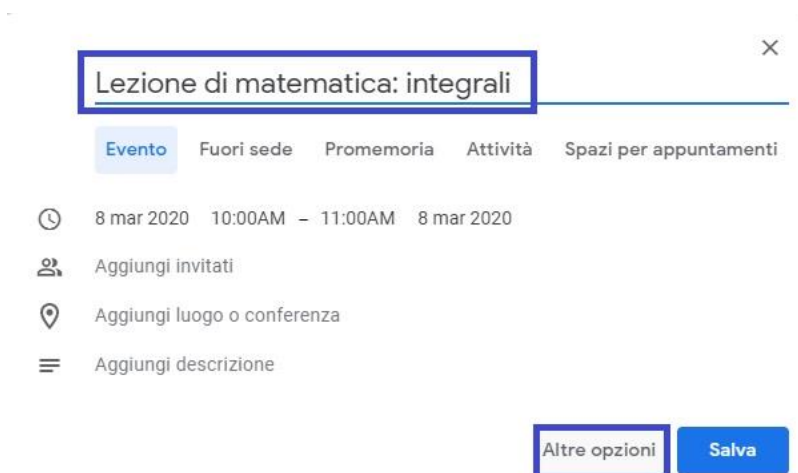 Lezione di matematica: integrali
Evento Fuori sede Promemoria Attività Spazi per appuntamenti
8 mar 2020 10:00AM – 11:00AM 8 mar 2020
Aggiungi invitati
Aggiungi luogo o conferenza
Aggiungi descrizione
Altre opzioni Salva